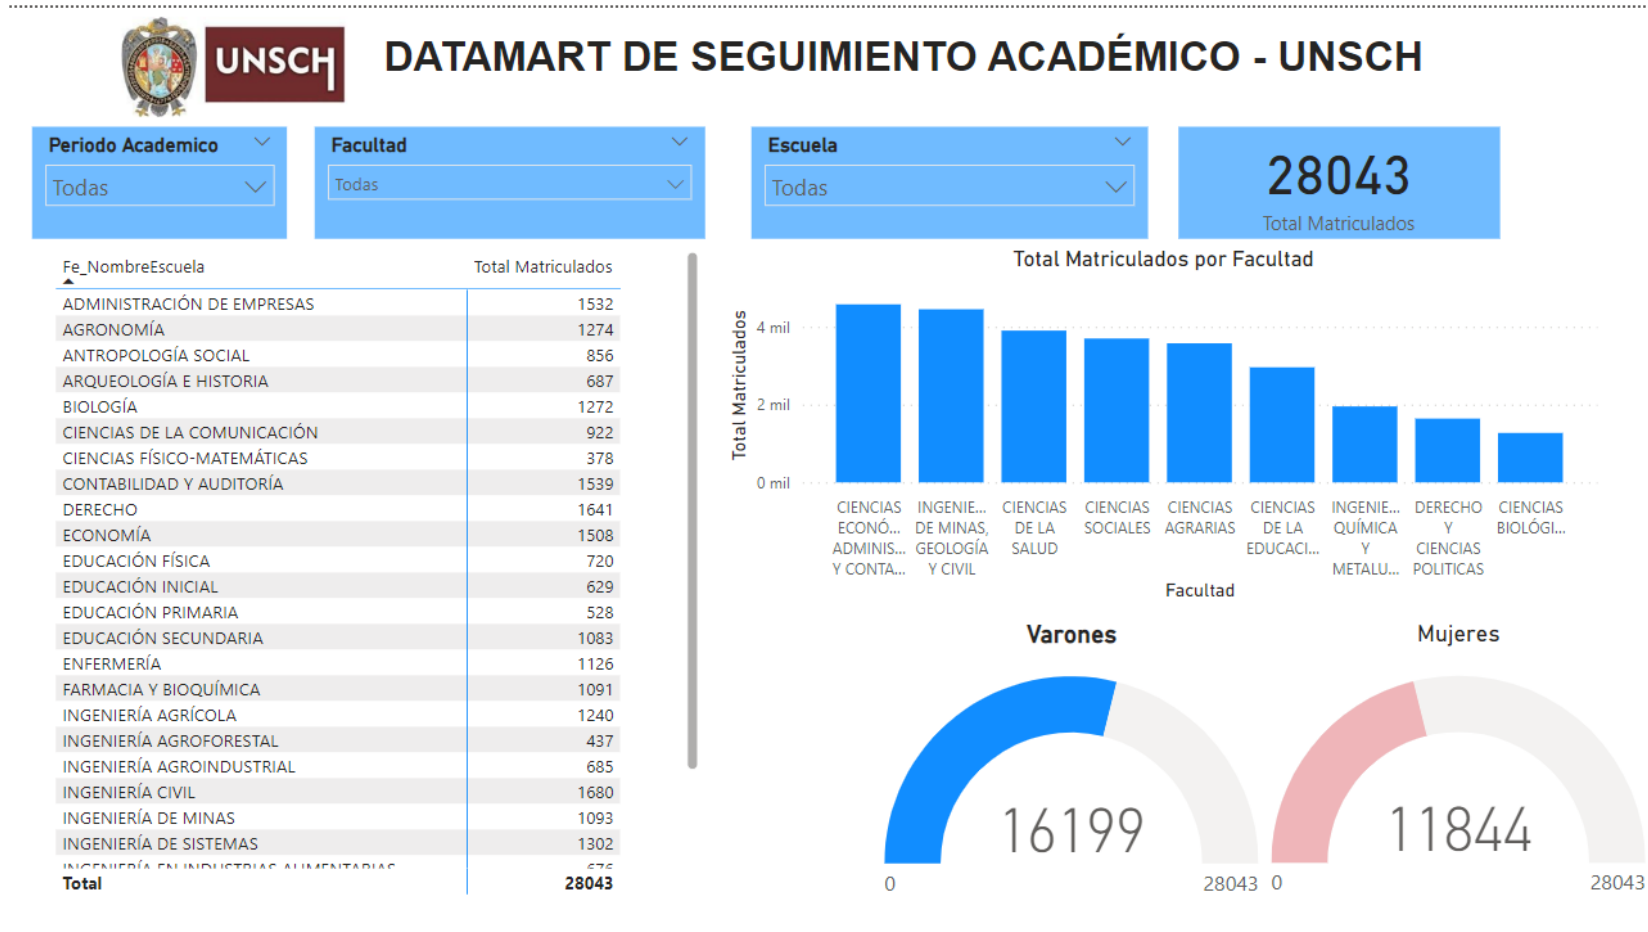 UNSCH
DATAMART DE SEGUIMIENTO ACADÉMICO - UNSCH
Periodo Academico
Todas
Facultad
Todas
Escuela
Todas
28043
Total Matriculados
Fe_NombreEscuela Total Matriculados
ADMINISTRACIÓN DE EMPRESAS 1532
AGRONOMÍA 1274
ANTROPOLOGÍA SOCIAL 856
ARQUEOLOGÍA E HISTORIA 687
BIOLOGÍA 1272
CIENCIAS DE LA COMUNICACIÓN 922
CIENCIAS FÍSICO-MATEMÁTICAS 378
CONTABILIDAD Y AUDITORÍA 1539
DERECHO 1641
ECONOMÍA 1508
EDUCACIÓN FÍSICA 720
EDUCACIÓN INICIAL 629
EDUCACIÓN PRIMARIA 528
EDUCACIÓN SECUNDARIA 1083
ENFERMERÍA 1126
FARMACIA Y BIOQUÍMICA 1091
INGENIERÍA AGRÍCOLA 1240
INGENIERÍA AGROFORESTAL 437
INGENIERÍA AGROINDUSTRIAL 685
INGENIERÍA CIVIL 1680
INGENIERÍA DE MINAS 1093
INGENIERÍA DE SISTEMAS 1302
INGENIERÍA EN INDUSTRIAS ALIMENTARIAS 676
Total 28043
Total Matriculados por Facultad
Total Matriculados
4 mil
2 mil
0 mil
CIENCIAS
ECONÓ...
ADMINIS...
Y CONTA...
INGENIE...
DE MINAS,
GEOLOGÍA
Y CIVIL
CIENCIAS
DE LA
SALUD
CIENCIAS
SOCIALES
CIENCIAS
AGRARIAS
CIENCIAS
DE LA
EDUCACI...
INGENIE...
QUÍMICA
Y
METALU...
DERECHO
Y
CIENCIAS
POLITICAS
CIENCIAS
BIOLÓGI...
Facultad
Varones
16199
0 28043
Mujeres
11844
0 28043